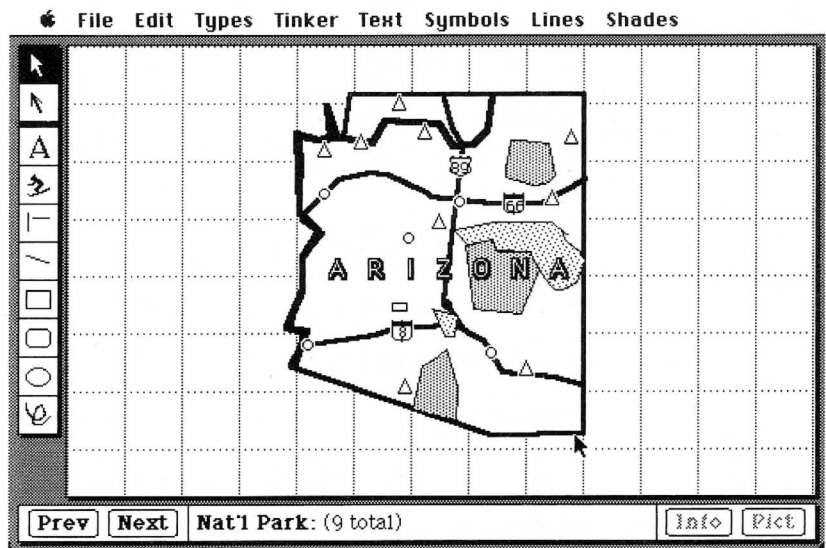 File Edit Types Tinker Text Symbols Lines Shades
A
89
66
ARIZONA
8
Prev Next Nat'l Park: (9 total) Info Pict